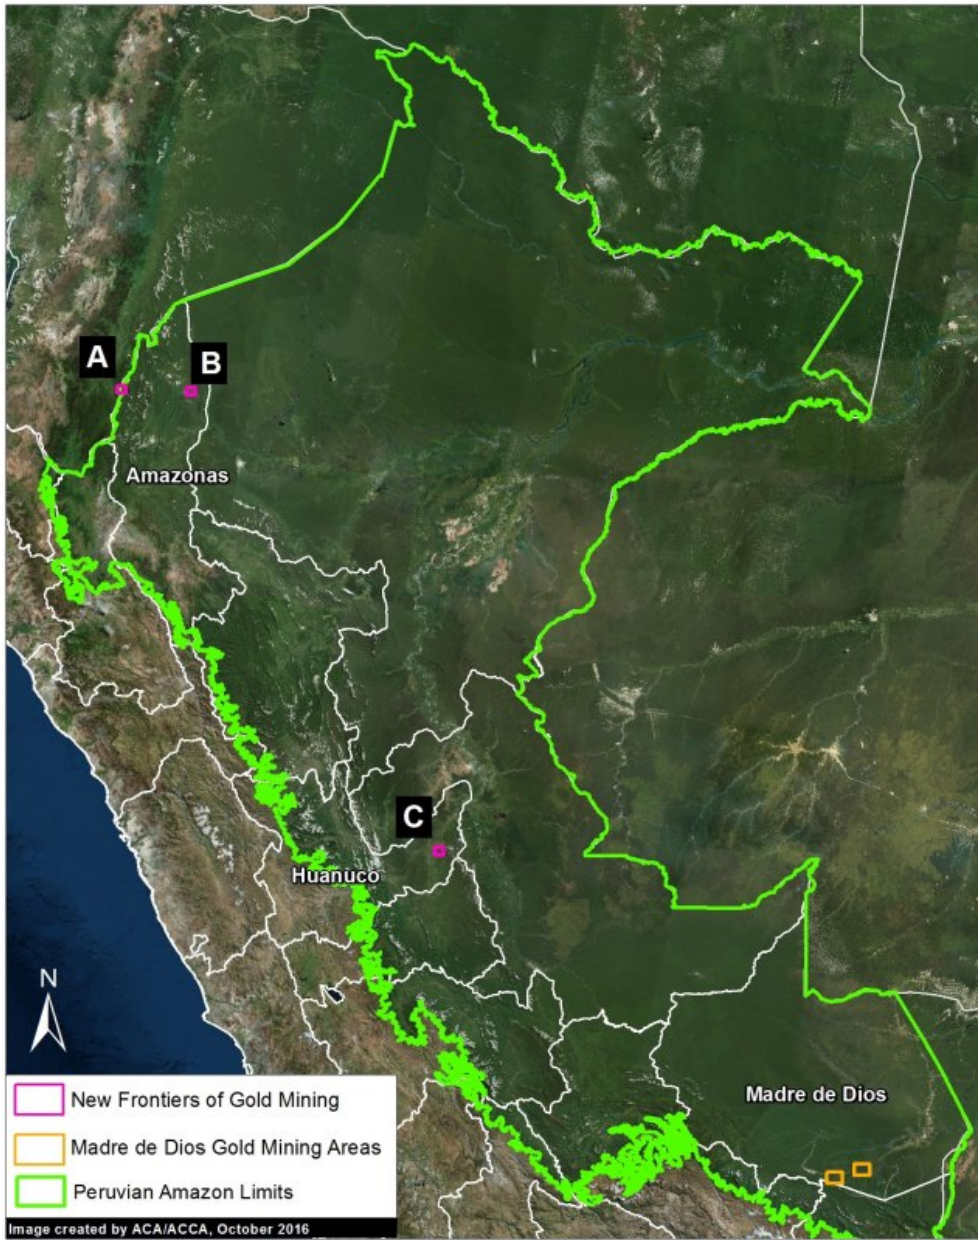 A
B
Amazonas
C
Huanuco
N
Madre de Dios
New Frontiers of Gold Mining
Madre de Dios Gold Mining Areas
Peruvian Amazon Limits
Image created by ACA/ACCA, October 2016